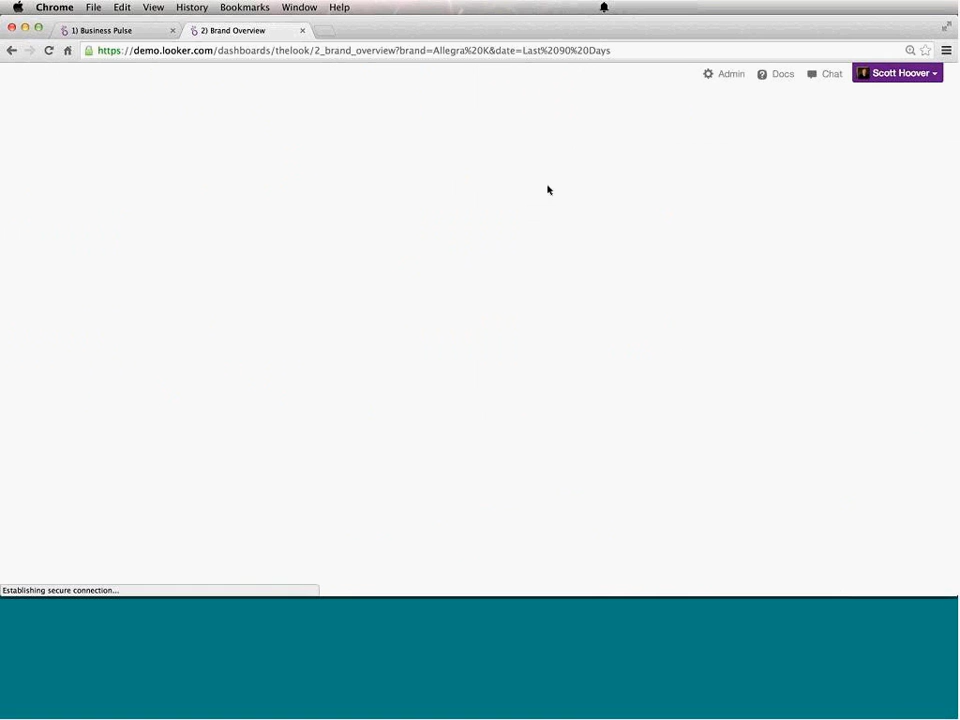 Chrome File Edit View History Bookmarks Window Help
1) Business Pulse 2) Brand Overview
https://demo.looker.com/dashboards/thelook/2_brand_overview?brand=Allegra%20K&date=Last%2090%20Days
Admin Docs Chat Scott Hoover
Establishing secure connection...